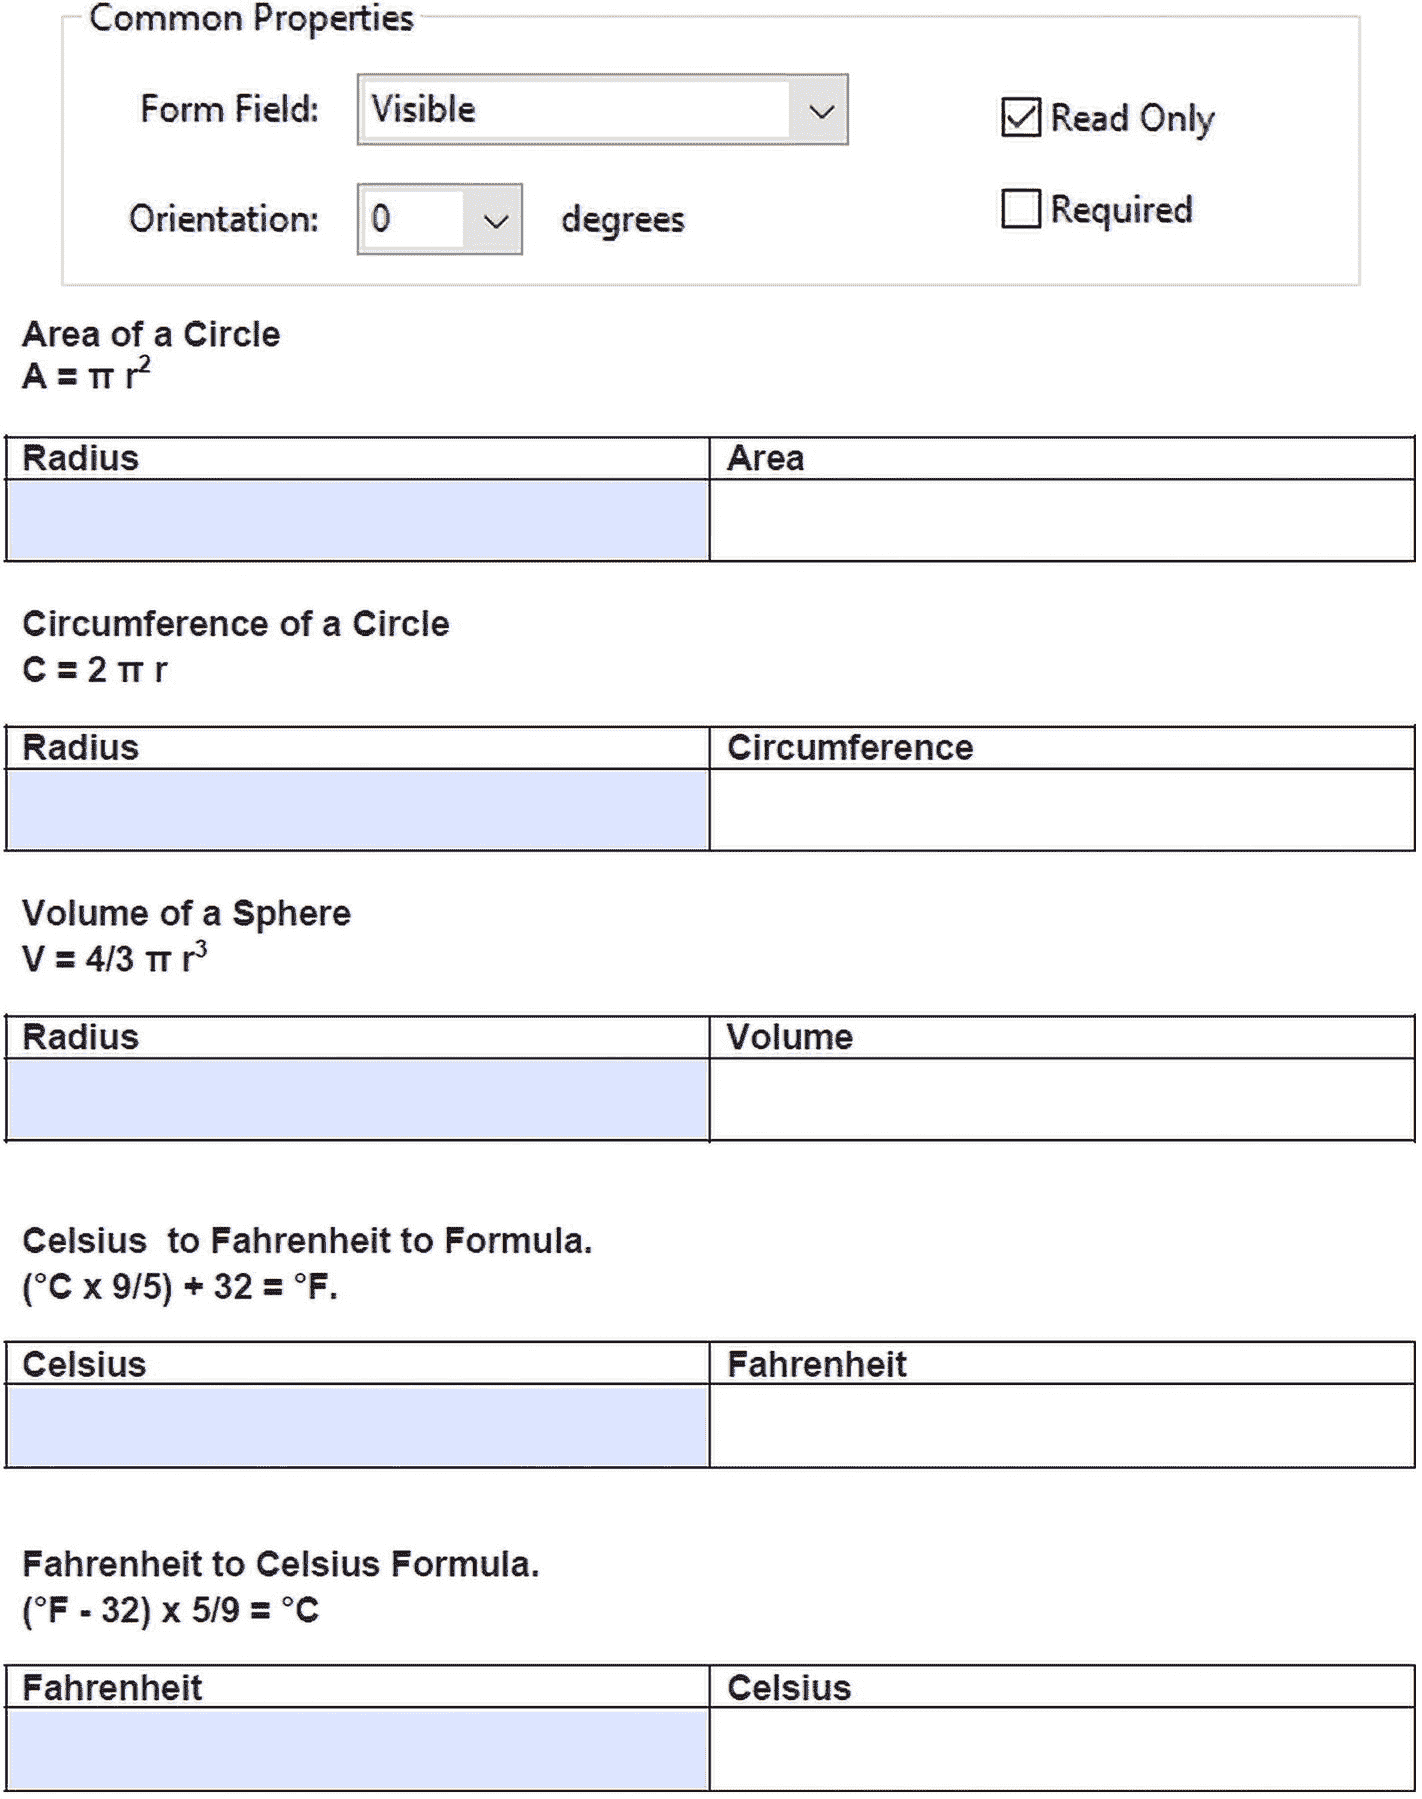 Common Properties
Form Field: Visible Read Only
Orientation: 0 degrees Required
Area of a Circle
A = π r²
Radius Area
Circumference of a Circle
C = 2 π r
Radius Circumference
Volume of a Sphere
V = 4/3 π r³
Radius Volume
Celsius  to Fahrenheit to Formula.
(°C x 9/5) + 32 = °F.
Celsius Fahrenheit
Fahrenheit to Celsius Formula.
(°F - 32) x 5/9 = °C
Fahrenheit Celsius